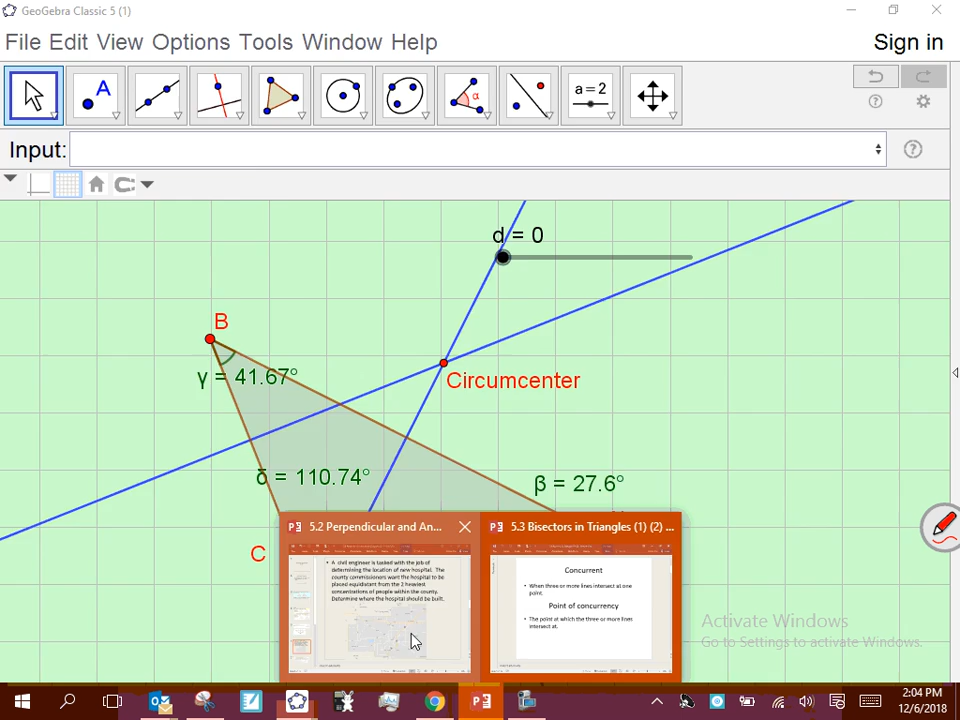 GeoGebra Classic 5 (1)
File Edit View Options Tools Window Help
Sign in
A
α
a = 2
Input:
d = 0
B
γ = 41.67°
Circumcenter
δ = 110.74°
β = 27.6°
C
5.2 Perpendicular and An...
5.3 Bisectors in Triangles (1) (2) ...
• A civil engineer is tasked with the job of
determining the location of new hospital. The
county commissioners want the hospital to be
placed equidistant from the 2 heaviest
concentrations of people within the county.
Determine where the hospital should be built.
Concurrent
• When three or more lines intersect at one
point.
Point of concurrency
• The point at which the three or more lines
intersect at.
Activate Windows
Go to Settings to activate Windows.
2:04 PM
12/6/2018